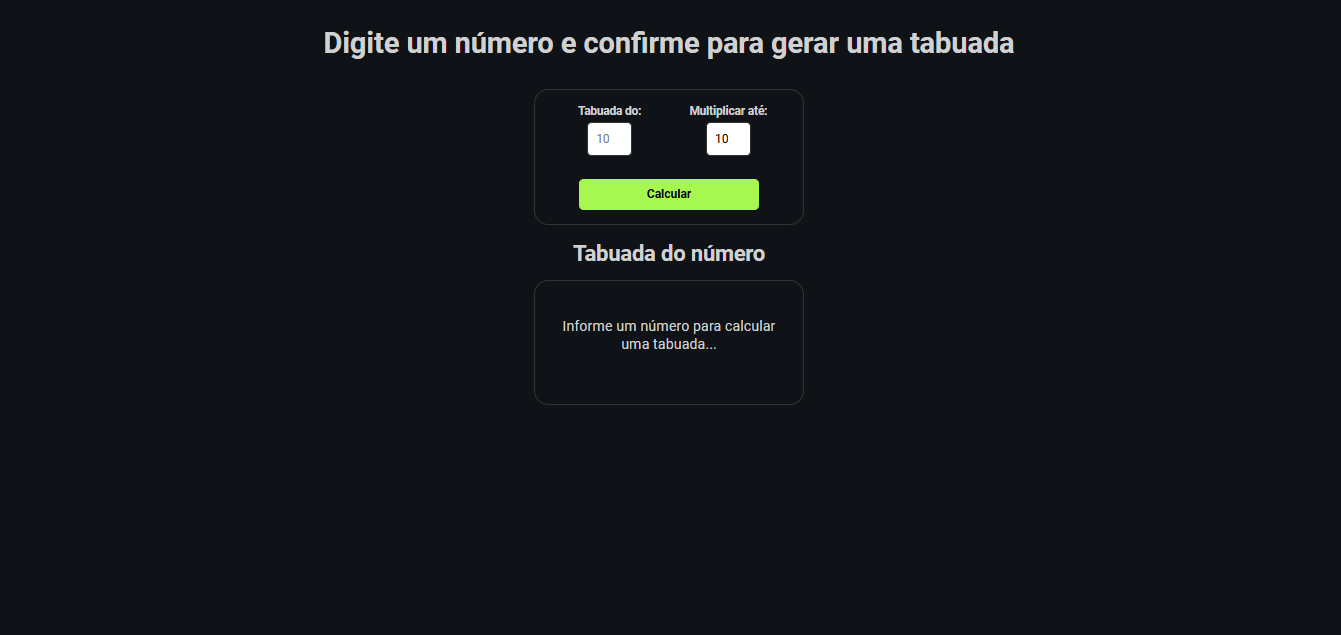 Digite um número e confirme para gerar uma tabuada
Tabuada do:
Multiplicar até:
10
10
Calcular
Tabuada do número
Informe um número para calcular
uma tabuada...